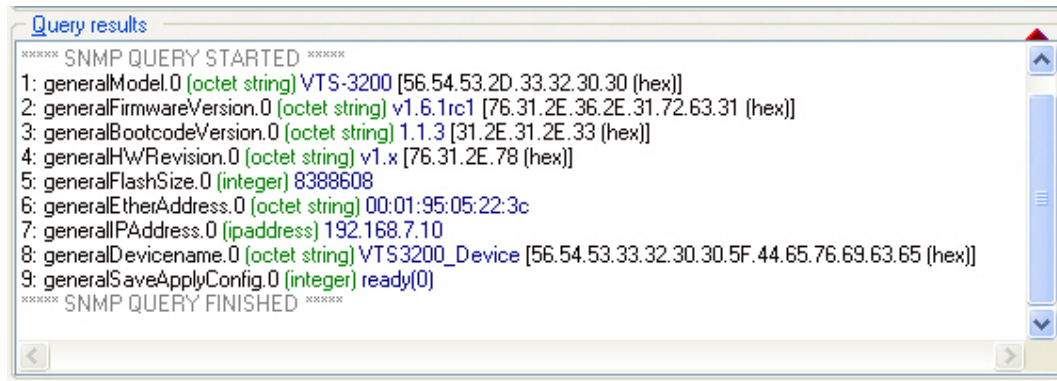 Query results
***** SNMP QUERY STARTED *****
1: generalModel.0 (octet string) VTS-3200 [56.54.53.2D.33.32.30.30 (hex)]
2: generalFirmwareVersion.0 (octet string) v1.6.1rc1 [76.31.2E.36.2E.31.72.63.31 (hex)]
3: generalBootcodeVersion.0 (octet string) 1.1.3 [31.2E.31.2E.33 (hex)]
4: generalHWRevision.0 (octet string) v1.x [76.31.2E.78 (hex)]
5: generalFlashSize.0 (integer) 8388608
6: generalEtherAddress.0 (octet string) 00:01:95:05:22:3c
7: generalIPAddress.0 (ipaddress) 192.168.7.10
8: generalDevicename.0 (octet string) VTS3200_Device [56.54.53.33.32.30.30.5F.44.65.76.69.63.65 (hex)]
9: generalSaveApplyConfig.0 (integer) ready(0)
***** SNMP QUERY FINISHED *****